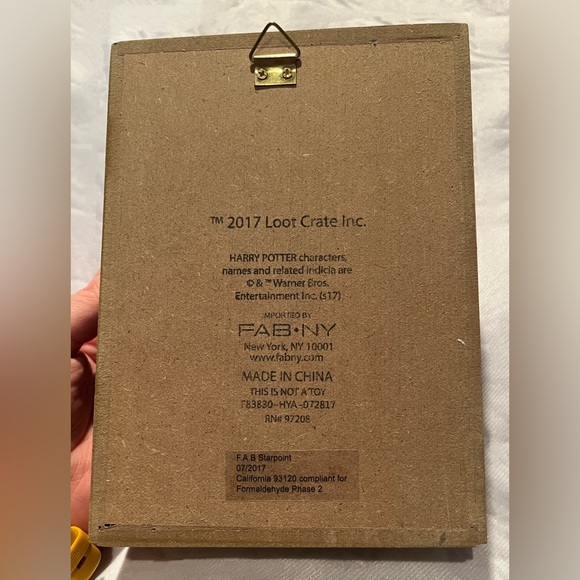 ™ 2017 Loot Crate Inc.
HARRY POTTER characters,
names and related indicia are
© & ™ Warner Bros.
Entertainment Inc. (s17)
IMPORTED BY
FAB•NY
New York, NY 10001
www.fabny.com
MADE IN CHINA
THIS IS NOT A TOY
T83830-HYA-072817
RN# 97208
F.A.B Starpoint
07/2017
California 93120 compliant for
Formaldehyde Phase 2